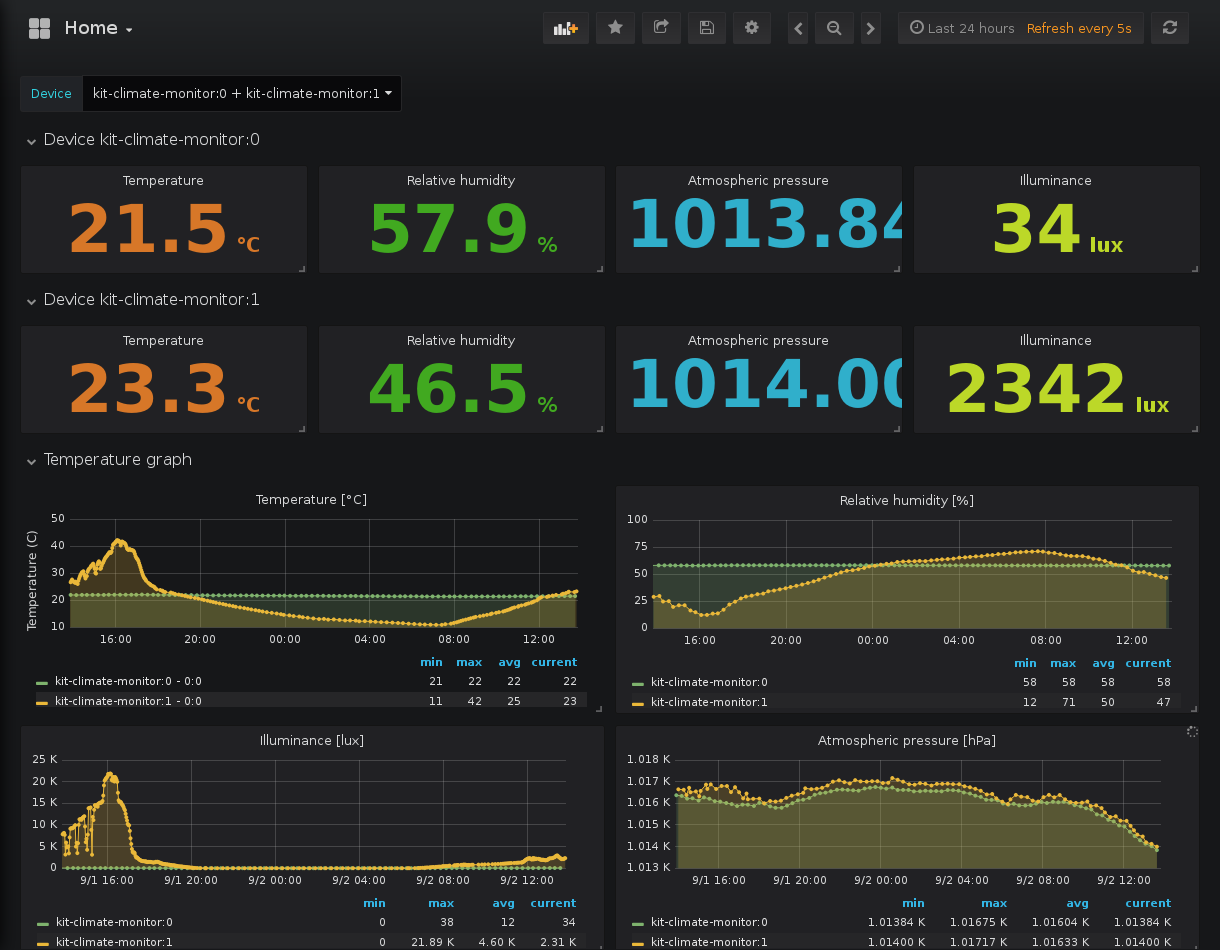 Home
Last 24 hours Refresh every 5s
Device kit-climate-monitor:0 + kit-climate-monitor:1
Device kit-climate-monitor:0
Temperature Relative humidity Atmospheric pressure Illuminance
21.5 °C 57.9 % 1013.84 34 lux
Device kit-climate-monitor:1
Temperature Relative humidity Atmospheric pressure Illuminance
23.3 °C 46.5 % 1014.00 2342 lux
Temperature graph
Temperature [°C]
Temperature (C)
50
40
30
20
10
16:00 20:00 00:00 04:00 08:00 12:00
min max avg current
kit-climate-monitor:0 - 0:0 21 22 22 22
kit-climate-monitor:1 - 0:0 11 42 25 23
Relative humidity [%]
100
75
50
25
0
16:00 20:00 00:00 04:00 08:00 12:00
min max avg current
kit-climate-monitor:0 58 58 58 58
kit-climate-monitor:1 12 71 50 47
Illuminance [lux]
25 K
20 K
15 K
10 K
5 K
0
9/1 16:00 9/1 20:00 9/2 00:00 9/2 04:00 9/2 08:00 9/2 12:00
min max avg current
kit-climate-monitor:0 0 38 12 34
kit-climate-monitor:1 0 21.89 K 4.60 K 2.31 K
Atmospheric pressure [hPa]
1.018 K
1.017 K
1.016 K
1.015 K
1.014 K
1.013 K
9/1 16:00 9/1 20:00 9/2 00:00 9/2 04:00 9/2 08:00 9/2 12:00
min max avg current
kit-climate-monitor:0 1.01384 K 1.01675 K 1.01604 K 1.01384 K
kit-climate-monitor:1 1.01400 K 1.01717 K 1.01633 K 1.01400 K